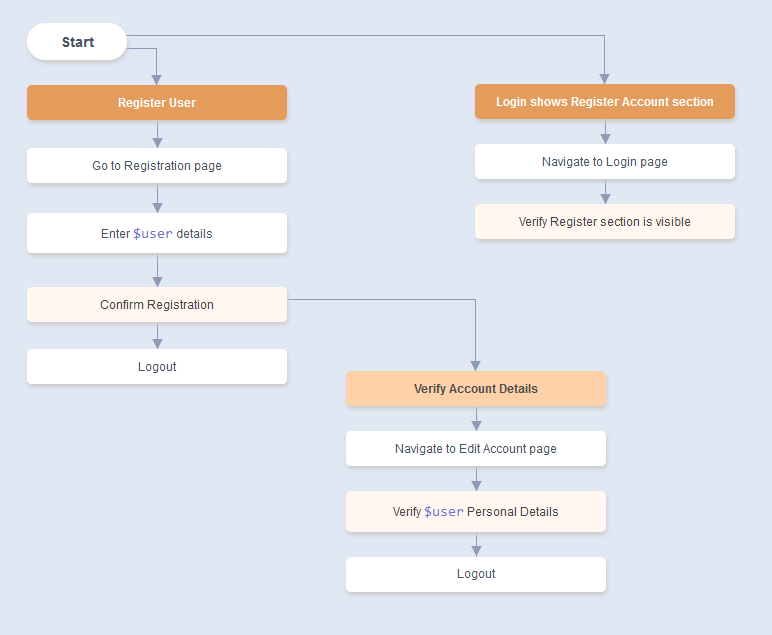 Start
Register User
Go to Registration page
Enter $user details
Confirm Registration
Logout
Login shows Register Account section
Navigate to Login page
Verify Register section is visible
Verify Account Details
Navigate to Edit Account page
Verify $user Personal Details
Logout